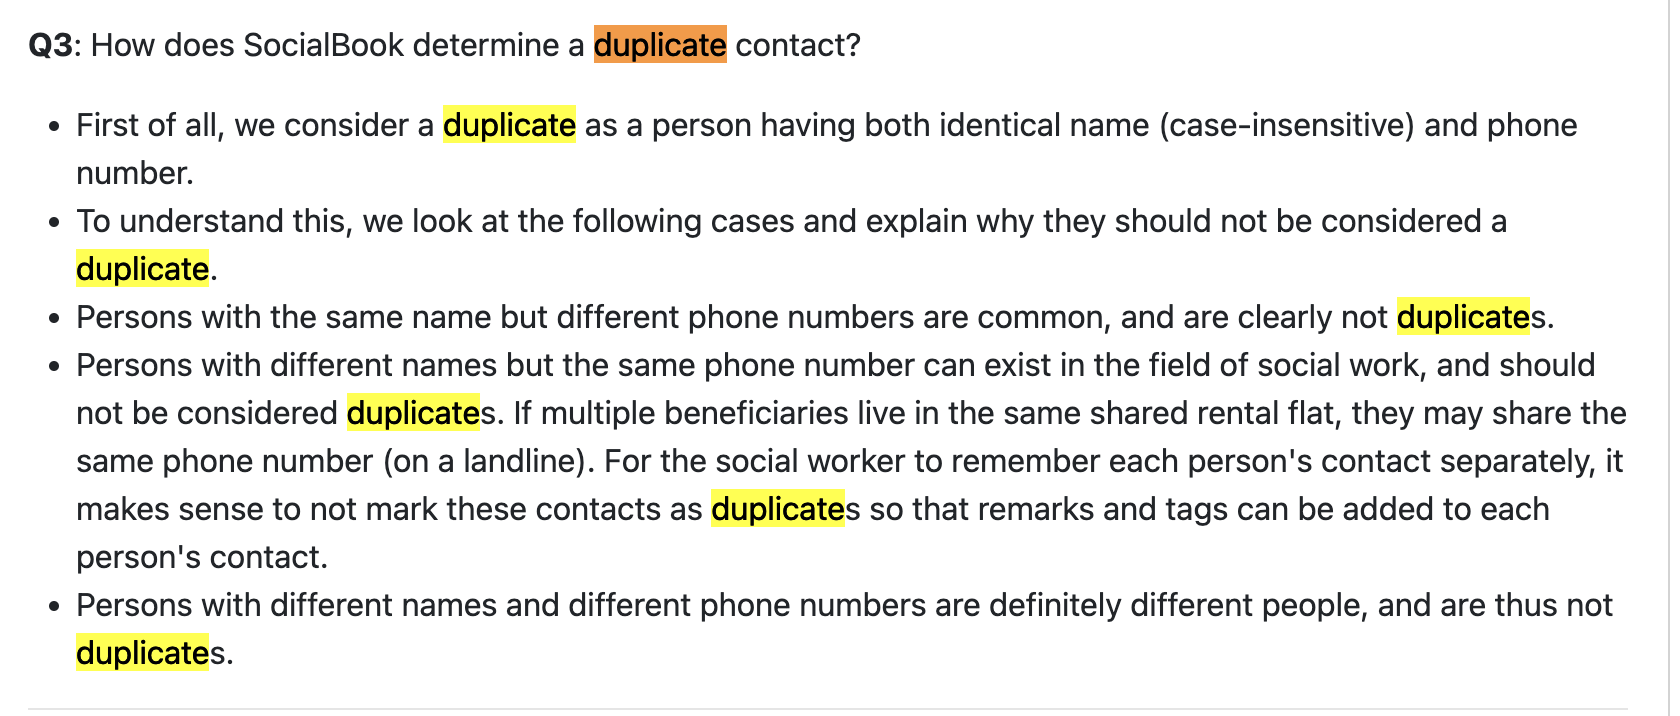 Q3: How does SocialBook determine a duplicate contact?
• First of all, we consider a duplicate as a person having both identical name (case-insensitive) and phone
number.
• To understand this, we look at the following cases and explain why they should not be considered a
duplicate.
• Persons with the same name but different phone numbers are common, and are clearly not duplicates.
• Persons with different names but the same phone number can exist in the field of social work, and should
not be considered duplicates. If multiple beneficiaries live in the same shared rental flat, they may share the
same phone number (on a landline). For the social worker to remember each person's contact separately, it
makes sense to not mark these contacts as duplicates so that remarks and tags can be added to each
person's contact.
• Persons with different names and different phone numbers are definitely different people, and are thus not
duplicates.